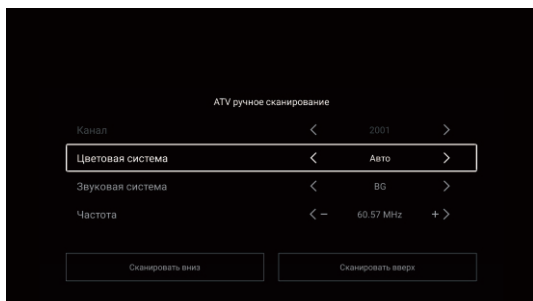 ATV ручное сканирование
Канал < 2001 >
Цветовая система < Авто >
Звуковая система < BG >
Частота < − 60.57 MHz + >
Сканировать вниз Сканировать вверх